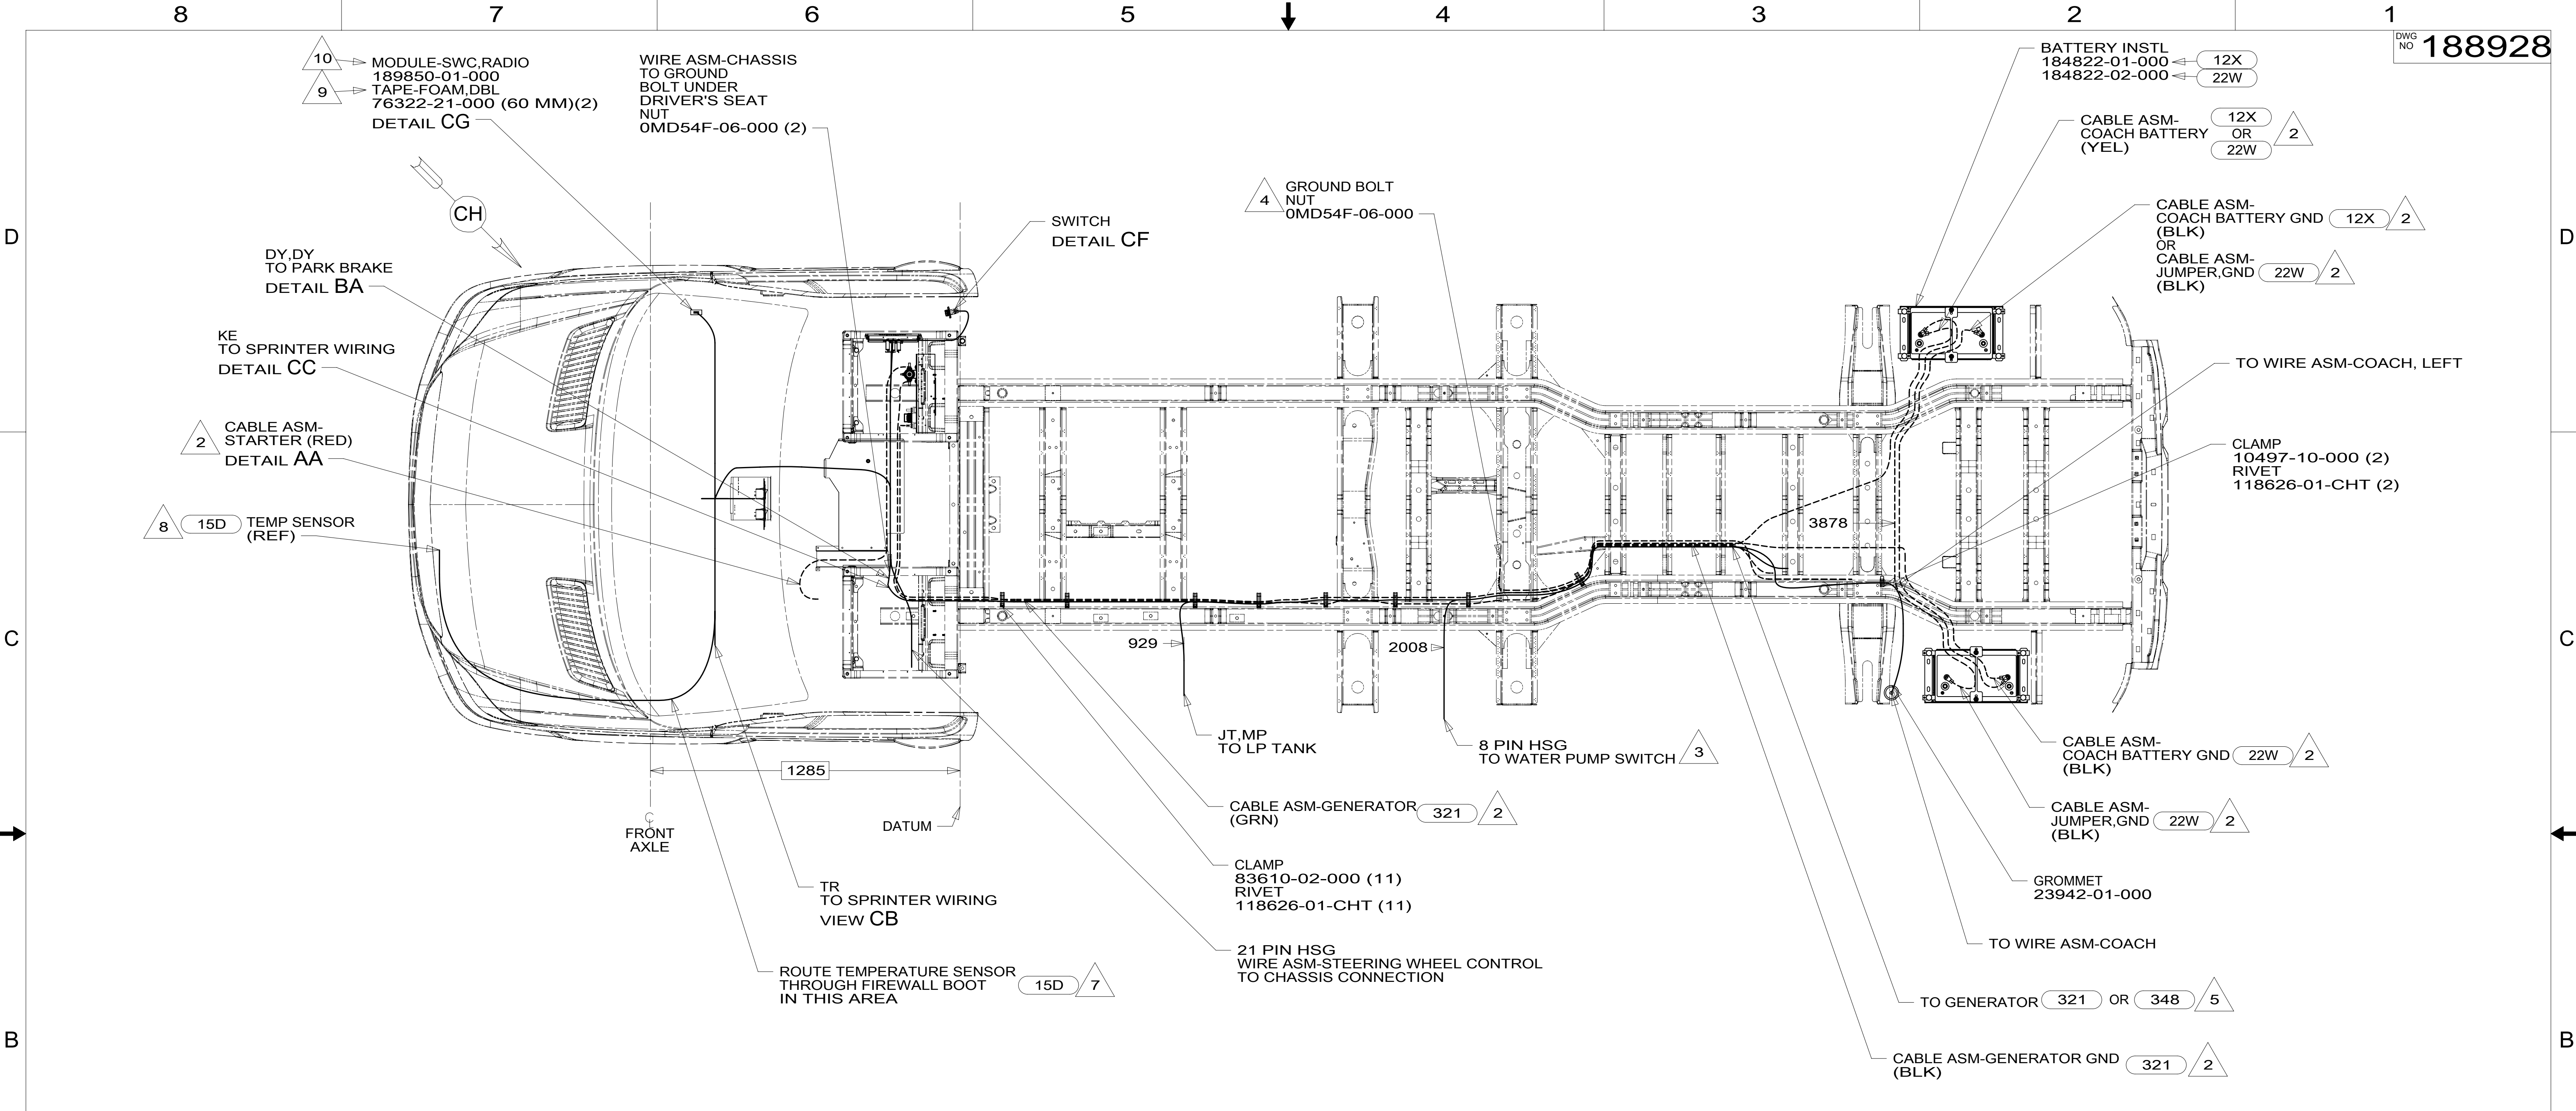 8 7 6 5 4 3 2 1
DWG NO 188928
10
MODULE-SWC,RADIO
189850-01-000
9
TAPE-FOAM,DBL
76322-21-000 (60 MM)(2)
DETAIL CG
WIRE ASM-CHASSIS
TO GROUND
BOLT UNDER
DRIVER'S SEAT
NUT
0MD54F-06-000 (2)
BATTERY INSTL
184822-01-000 12X
184822-02-000 22W
CABLE ASM-
COACH BATTERY
(YEL)
12X
OR
22W
2
4
GROUND BOLT
NUT
0MD54F-06-000
CABLE ASM-
COACH BATTERY GND 12X 2
(BLK)
OR
CABLE ASM-
JUMPER,GND 22W 2
(BLK)
CH
SWITCH
DETAIL CF
D
D
DY,DY
TO PARK BRAKE
DETAIL BA
KE
TO SPRINTER WIRING
DETAIL CC
TO WIRE ASM-COACH, LEFT
2
CABLE ASM-
STARTER (RED)
DETAIL AA
CLAMP
10497-10-000 (2)
RIVET
118626-01-CHT (2)
8 15D TEMP SENSOR
(REF)
3878
C
C
929
2008
JT,MP
TO LP TANK
8 PIN HSG
TO WATER PUMP SWITCH 3
CABLE ASM-
COACH BATTERY GND 22W 2
(BLK)
1285
CABLE ASM-GENERATOR 321 2
(GRN)
CABLE ASM-
JUMPER,GND 22W 2
(BLK)
FRONT
AXLE
DATUM
CLAMP
83610-02-000 (11)
RIVET
118626-01-CHT (11)
GROMMET
23942-01-000
TR
TO SPRINTER WIRING
VIEW CB
21 PIN HSG
WIRE ASM-STEERING WHEEL CONTROL
TO CHASSIS CONNECTION
TO WIRE ASM-COACH
ROUTE TEMPERATURE SENSOR
THROUGH FIREWALL BOOT
IN THIS AREA
15D 7
TO GENERATOR 321 OR 348 5
B
B
CABLE ASM-GENERATOR GND 321 2
(BLK)